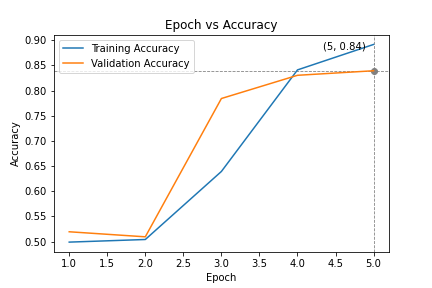 Epoch vs Accuracy
0.90
0.85
0.80
0.75
0.70
0.65
0.60
0.55
0.50
Accuracy
Training Accuracy
Validation Accuracy
(5, 0.84)
1.0 1.5 2.0 2.5 3.0 3.5 4.0 4.5 5.0
Epoch